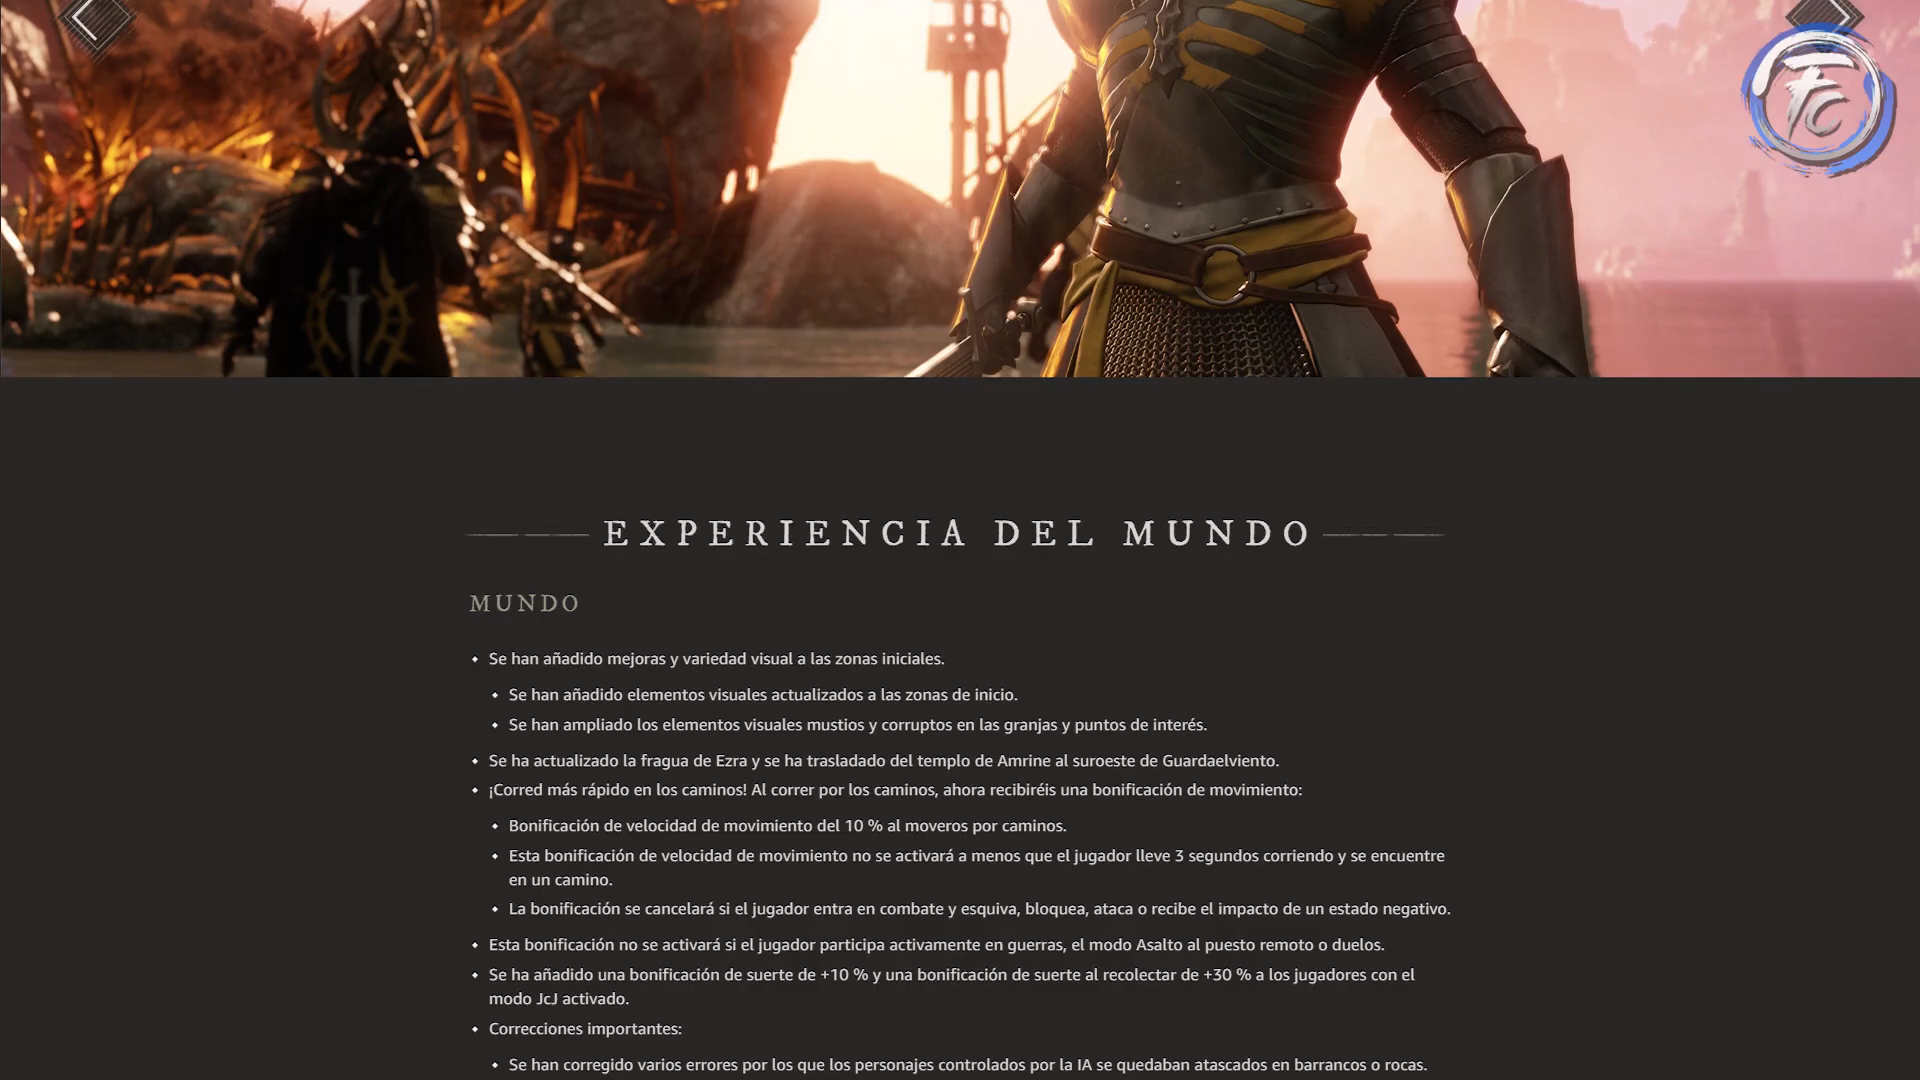 EXPERIENCIA DEL MUNDO
MUNDO
Se han añadido mejoras y variedad visual a las zonas iniciales.
Se han añadido elementos visuales actualizados a las zonas de inicio.
Se han ampliado los elementos visuales mustios y corruptos en las granjas y puntos de interés.
Se ha actualizado la fragua de Ezra y se ha trasladado del templo de Amrine al suroeste de Guardaelviento.
¡Corred más rápido en los caminos! Al correr por los caminos, ahora recibiréis una bonificación de movimiento:
Bonificación de velocidad de movimiento del 10 % al moveros por caminos.
Esta bonificación de velocidad de movimiento no se activará a menos que el jugador lleve 3 segundos corriendo y se encuentre
en un camino.
La bonificación se cancelará si el jugador entra en combate y esquiva, bloquea, ataca o recibe el impacto de un estado negativo.
Esta bonificación no se activará si el jugador participa activamente en guerras, el modo Asalto al puesto remoto o duelos.
Se ha añadido una bonificación de suerte de +10 % y una bonificación de suerte al recolectar de +30 % a los jugadores con el
modo JcJ activado.
Correcciones importantes:
Se han corregido varios errores por los que los personajes controlados por la IA se quedaban atascados en barrancos o rocas.